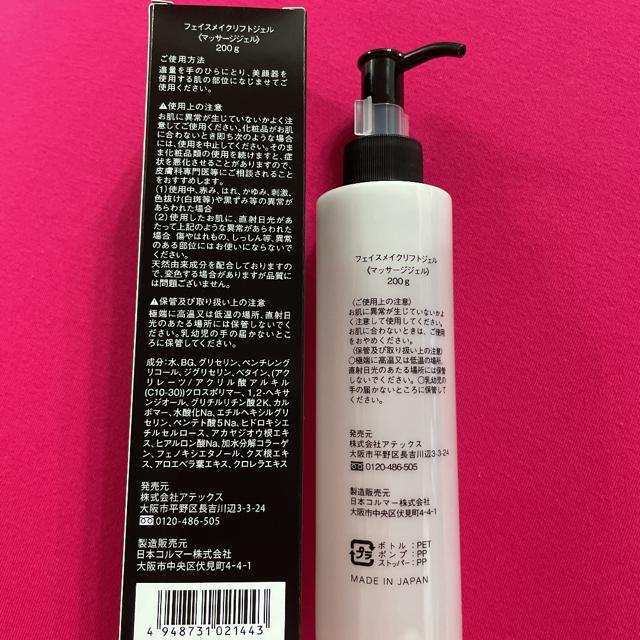 フェイスメイクリフトジェル
《マッサージジェル》
200g
ご使用方法
適量を手のひらにとり、美顔器を
使用する肌の部位になじませてご
使用ください。
▲使用上の注意
お肌に異常が生じていないかよく注
意してご使用ください。化粧品がお肌
に合わないとき即ち次のような場合
には、使用を中止してください。そのま
ま化粧品類の使用を続けますと、症
状を悪化させることがありますので、
皮膚科専門医等にご相談されること
をおすすめします。
(1)使用中、赤み、はれ、かゆみ、刺激、
色抜け(白斑等)や黒ずみ等の異常が
あらわれた場合
(2)使用したお肌に、直射日光があ
たって上記のような異常があらわれた
場合 傷やはれもの、しっしん等、異常
のある部位にはお使いにならないで
ください。
天然由来成分を配合しておりますの
で、変色する場合がありますが品質に
は問題ございません。
▲保管及び取り扱い上の注意
極端に高温又は低温の場所、直射日
光のあたる場所には保管しないでく
ださい。乳幼児の手の届かないところ
に保管してください。
成分:水、BG、グリセリン、ペンチレング
リコール、ジグリセリン、ベタイン、(アク
リレーツ/アクリル酸アルキル
(C10-30))クロスポリマー、1,2-ヘキサ
ンジオール、グリチルリチン酸2K、カル
ボマー、水酸化Na、エチルヘキシルグリ
セリン、ペンテト酸5Na、ヒドロキシエ
チルセルロース、アカヤジオウ根エキス、
ヒアルロン酸Na、加水分解コラーゲ
ン、フェノキシエタノール、クズ根エキ
ス、アロエベラ葉エキス、クロレラエキス
発売元
株式会社アテックス
大阪市平野区長吉川辺3-3-24
0120-486-505
製造販売元
日本コルマー株式会社
大阪市中央区伏見町4-4-1
4 948731 021443
フェイスメイクリフトジェル
《マッサージジェル》
200g
〈ご使用上の注意〉
お肌に異常が生じていないかよ
く注意して使用してください。
お肌に合わないときは、ご使用
をおやめください。
〈保管及び取り扱い上の注意〉
○極端に高温又は低温の場所、
直射日光のあたる場所には保管
しないでください。○乳幼児の
手の届かないところに保管して
ください。
発売元
株式会社アテックス
大阪市平野区長吉川辺3-3-24
0120-486-505
製造販売元
日本コルマー株式会社
大阪市中央区伏見町4-4-1
プラ
ボトル:PET
ポンプ:PP
ストッパー:PP
MADE IN JAPAN